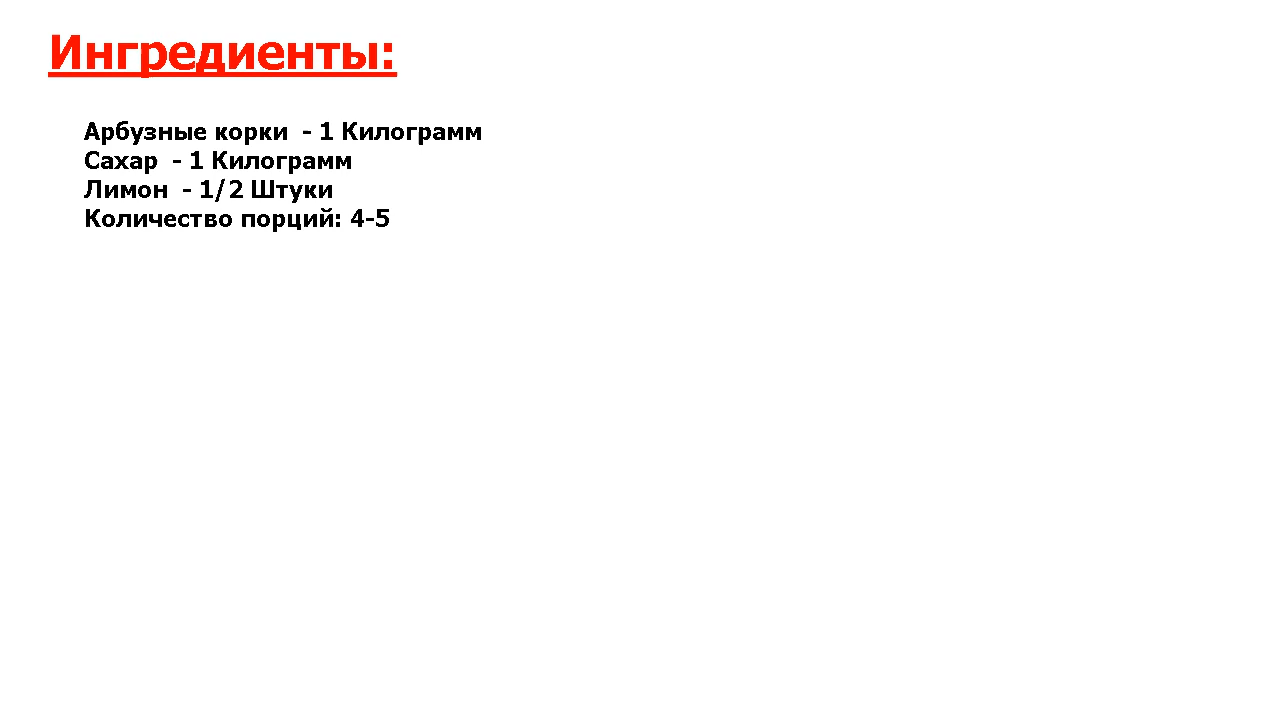 Ингредиенты:
Арбузные корки  - 1 Килограмм
Сахар  - 1 Килограмм
Лимон  - 1/2 Штуки
Количество порций: 4-5